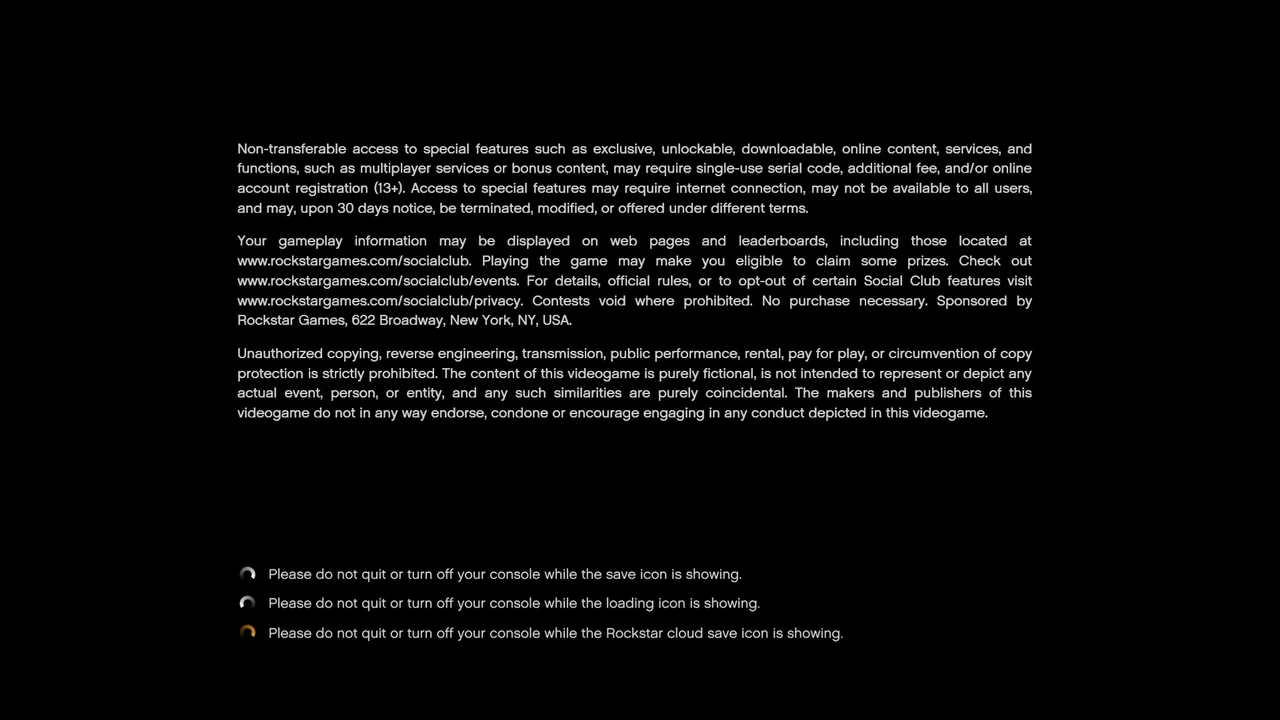 Non-transferable access to special features such as exclusive, unlockable, downloadable, online content, services, and
functions, such as multiplayer services or bonus content, may require single-use serial code, additional fee, and/or online
account registration (13+). Access to special features may require internet connection, may not be available to all users,
and may, upon 30 days notice, be terminated, modified, or offered under different terms.
Your gameplay information may be displayed on web pages and leaderboards, including those located at
www.rockstargames.com/socialclub. Playing the game may make you eligible to claim some prizes. Check out
www.rockstargames.com/socialclub/events. For details, official rules, or to opt-out of certain Social Club features visit
www.rockstargames.com/socialclub/privacy. Contests void where prohibited. No purchase necessary. Sponsored by
Rockstar Games, 622 Broadway, New York, NY, USA.
Unauthorized copying, reverse engineering, transmission, public performance, rental, pay for play, or circumvention of copy
protection is strictly prohibited. The content of this videogame is purely fictional, is not intended to represent or depict any
actual event, person, or entity, and any such similarities are purely coincidental. The makers and publishers of this
videogame do not in any way endorse, condone or encourage engaging in any conduct depicted in this videogame.
Please do not quit or turn off your console while the save icon is showing.
Please do not quit or turn off your console while the loading icon is showing.
Please do not quit or turn off your console while the Rockstar cloud save icon is showing.